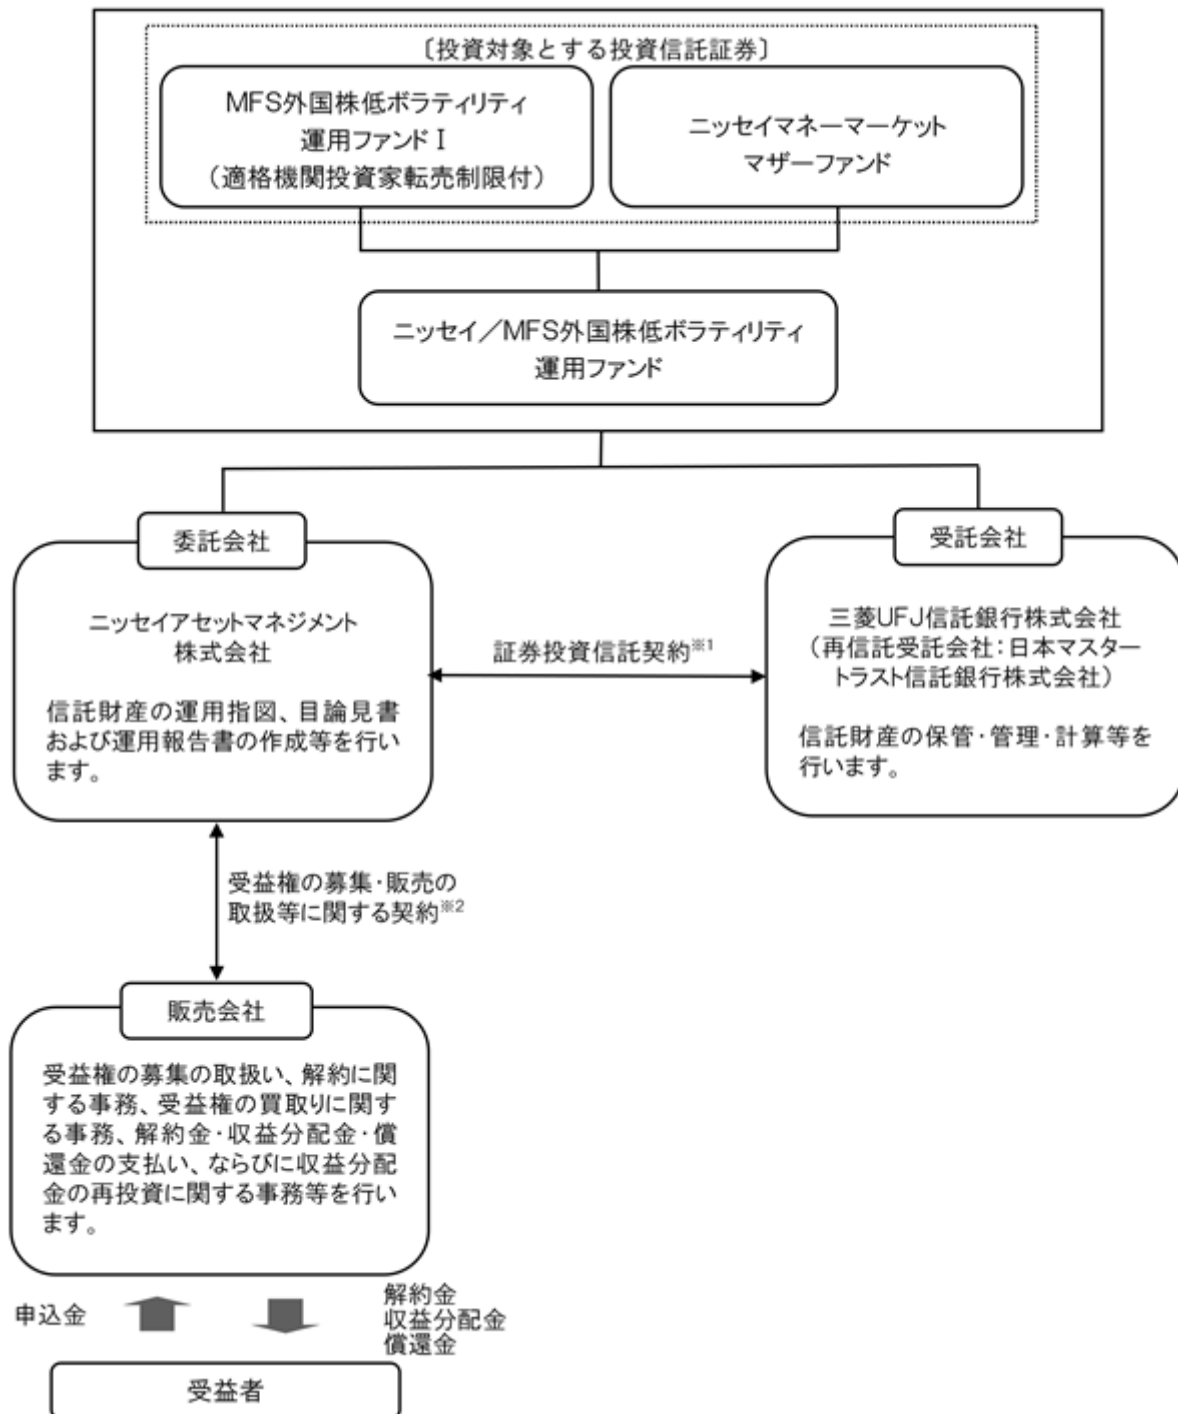 〔投資対象とする投資信託証券〕
MFS外国株低ボラティリティ
運用ファンドⅠ
（適格機関投資家転売制限付）
ニッセイマネーマーケット
マザーファンド
ニッセイ／MFS外国株低ボラティリティ
運用ファンド
委託会社
ニッセイアセットマネジメント
株式会社
信託財産の運用指図、目論見書
および運用報告書の作成等を行い
ます。
証券投資信託契約※1
受託会社
三菱UFJ信託銀行株式会社
（再信託受託会社：日本マスター
トラスト信託銀行株式会社）
信託財産の保管・管理・計算等を
行います。
受益権の募集・販売の
取扱等に関する契約※2
販売会社
受益権の募集の取扱い、解約に関
する事務、受益権の買取りに関す
る事務、解約金・収益分配金・償
還金の支払い、ならびに収益分配
金の再投資に関する事務等を行い
ます。
申込金
解約金
収益分配金
償還金
受益者